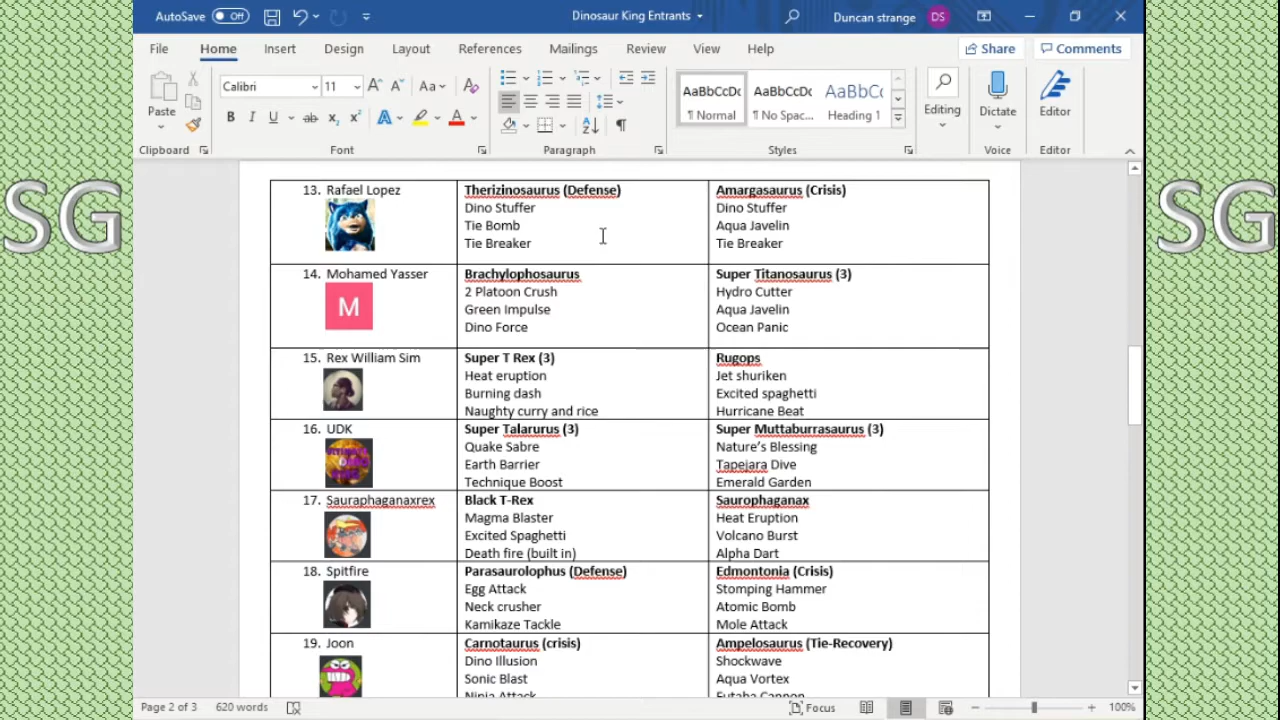 AutoSave Off
Dinosaur King Entrants
Duncan strange DS
File Home Insert Design Layout References Mailings Review View Help
Share Comments
Paste
Calibri 11
Aa
B I U ab x₂ x² A A
AaBbCcDc AaBbCcDc AaBbCc
¶ Normal ¶ No Spac... Heading 1
Editing Dictate Editor
Clipboard Font Paragraph Styles Voice Editor
SG SG
13. Rafael Lopez
Therizinosaurus (Defense)
Dino Stuffer
Tie Bomb
Tie Breaker
Amargasaurus (Crisis)
Dino Stuffer
Aqua Javelin
Tie Breaker
14. Mohamed Yasser
M
Brachylophosaurus
2 Platoon Crush
Green Impulse
Dino Force
Super Titanosaurus (3)
Hydro Cutter
Aqua Javelin
Ocean Panic
15. Rex William Sim
Super T Rex (3)
Heat eruption
Burning dash
Naughty curry and rice
Rugops
Jet shuriken
Excited spaghetti
Hurricane Beat
16. UDK
Super Talarurus (3)
Quake Sabre
Earth Barrier
Technique Boost
Super Muttaburrasaurus (3)
Nature’s Blessing
Tapejara Dive
Emerald Garden
17. Sauraphaganaxrex
Black T-Rex
Magma Blaster
Excited Spaghetti
Death fire (built in)
Saurophaganax
Heat Eruption
Volcano Burst
Alpha Dart
18. Spitfire
Parasaurolophus (Defense)
Egg Attack
Neck crusher
Kamikaze Tackle
Edmontonia (Crisis)
Stomping Hammer
Atomic Bomb
Mole Attack
19. Joon
Carnotaurus (crisis)
Dino Illusion
Sonic Blast
Ninja Attack
Ampelosaurus (Tie-Recovery)
Shockwave
Aqua Vortex
Futaba Cannon
Page 2 of 3 620 words
Focus
100%